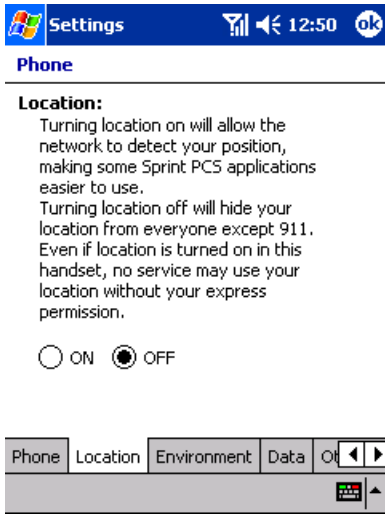 Settings 12:50 ok
Phone
Location:
Turning location on will allow the
network to detect your position,
making some Sprint PCS applications
easier to use.
Turning location off will hide your
location from everyone except 911.
Even if location is turned on in this
handset, no service may use your
location without your express
permission.
ON OFF
Phone Location Environment Data Ot